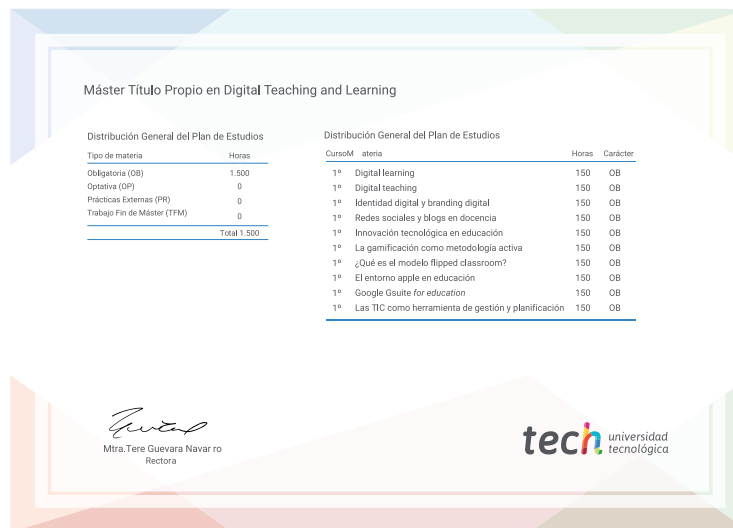 Máster Título Propio en Digital Teaching and Learning
Distribución General del Plan de Estudios
Tipo de materia Horas
Obligatoria (OB) 1.500
Optativa (OP) 0
Prácticas Externas (PR) 0
Trabajo Fin de Máster (TFM) 0
Total 1.500
Distribución General del Plan de Estudios
CursoM ateria Horas Carácter
1º Digital learning 150 OB
1º Digital teaching 150 OB
1º Identidad digital y branding digital 150 OB
1º Redes sociales y blogs en docencia 150 OB
1º Innovación tecnológica en educación 150 OB
1º La gamificación como metodología activa 150 OB
1º ¿Qué es el modelo flipped classroom? 150 OB
1º El entorno apple en educación 150 OB
1º Google Gsuite for education 150 OB
1º Las TIC como herramienta de gestión y planificación 150 OB
Mtra.Tere Guevara Navar ro
Rectora
tech universidad
tecnológica